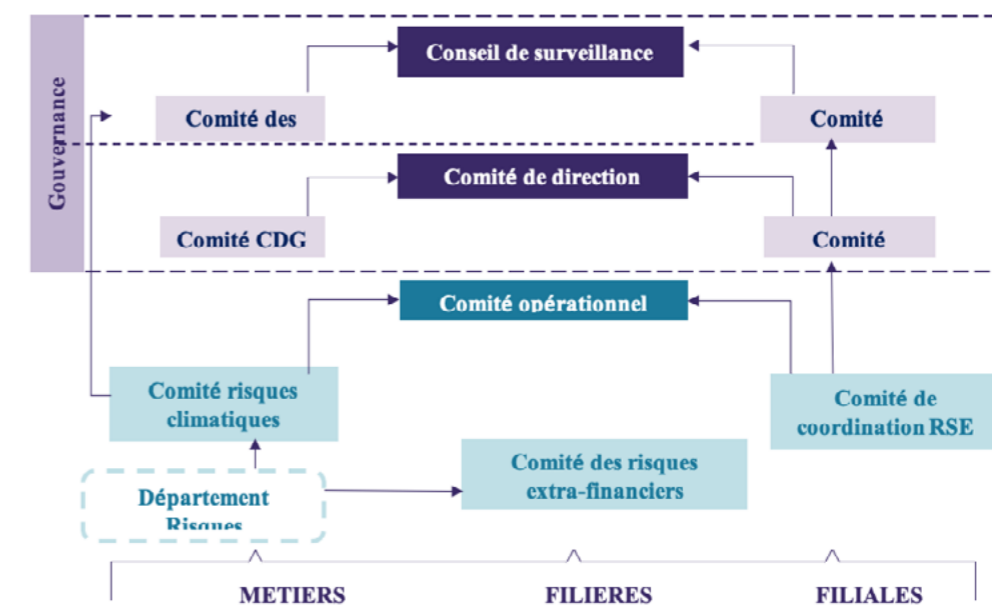 Gouvernance
Conseil de surveillance
Comité des
Comité
Comité de direction
Comité CDG
Comité
Comité opérationnel
Comité risques
climatiques
Comité de
coordination RSE
Comité des risques
extra-financiers
Département
Risques
METIERS
FILIERES
FILIALES